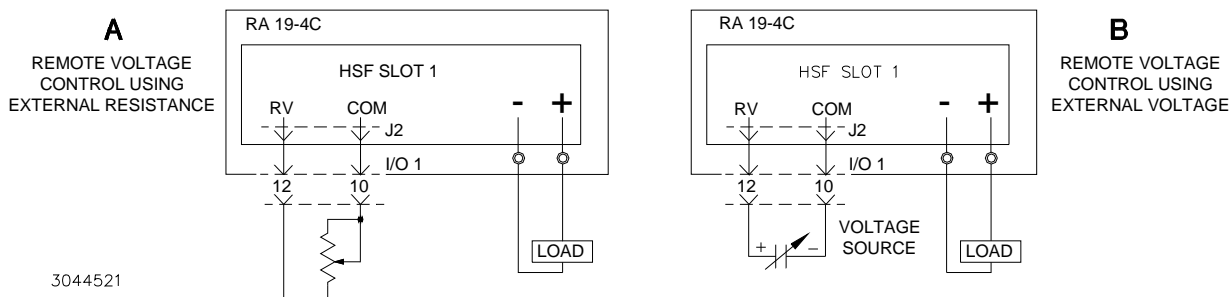 A
REMOTE VOLTAGE
CONTROL USING
EXTERNAL RESISTANCE
RA 19-4C
HSF SLOT 1
RV COM - +
J2
I/O 1
12 10
LOAD
3044521
RA 19-4C
HSF SLOT 1
RV COM - +
J2
I/O 1
12 10
+ -
VOLTAGE
SOURCE
LOAD
B
REMOTE VOLTAGE
CONTROL USING
EXTERNAL VOLTAGE